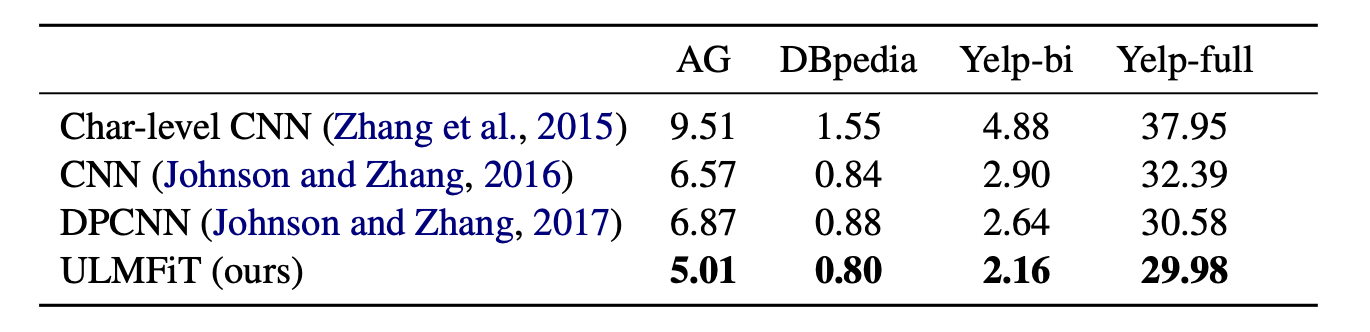 AG DBpedia Yelp-bi Yelp-full
Char-level CNN (Zhang et al., 2015) 9.51 1.55 4.88 37.95
CNN (Johnson and Zhang, 2016) 6.57 0.84 2.90 32.39
DPCNN (Johnson and Zhang, 2017) 6.87 0.88 2.64 30.58
ULMFiT (ours) 5.01 0.80 2.16 29.98